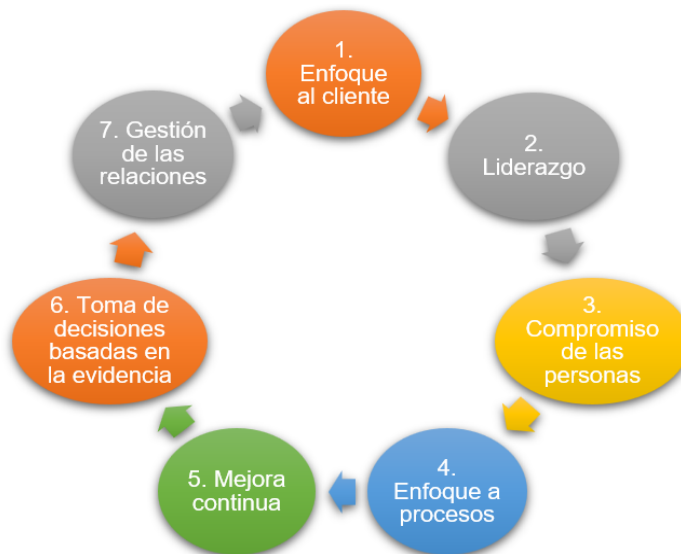 1.
Enfoque
al cliente
2.
Liderazgo
3.
Compromiso
de las
personas
4.
Enfoque a
procesos
5. Mejora
continua
6. Toma de
decisiones
basadas en
la evidencia
7. Gestión
de las
relaciones